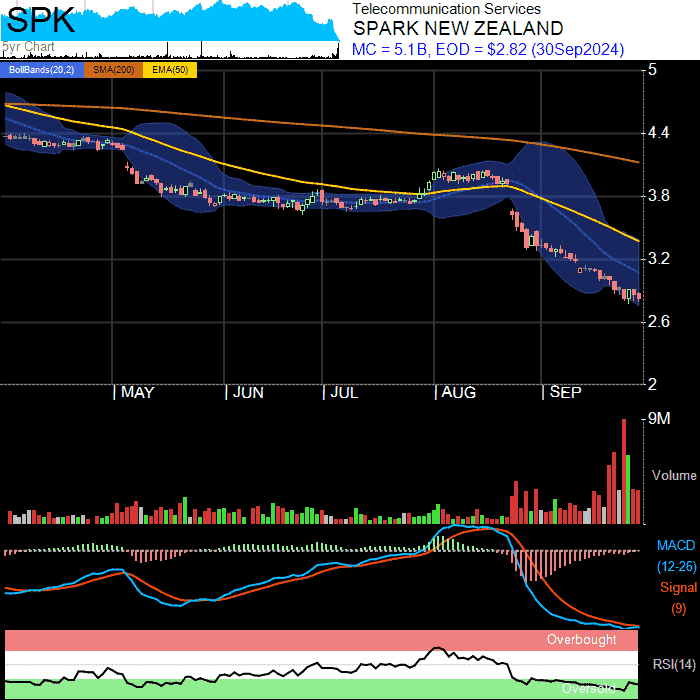 SPK
5yr Chart
Telecommunication Services
SPARK NEW ZEALAND
MC = 5.1B, EOD = $2.82 (30Sep2024)
BollBands(20,2) SMA(200) EMA(50)
5
4.4
3.8
3.2
2.6
2
MAY JUN JUL AUG SEP
9M
Volume
MACD
(12-26)
Signal
(9)
Overbought
RSI(14)
Oversold